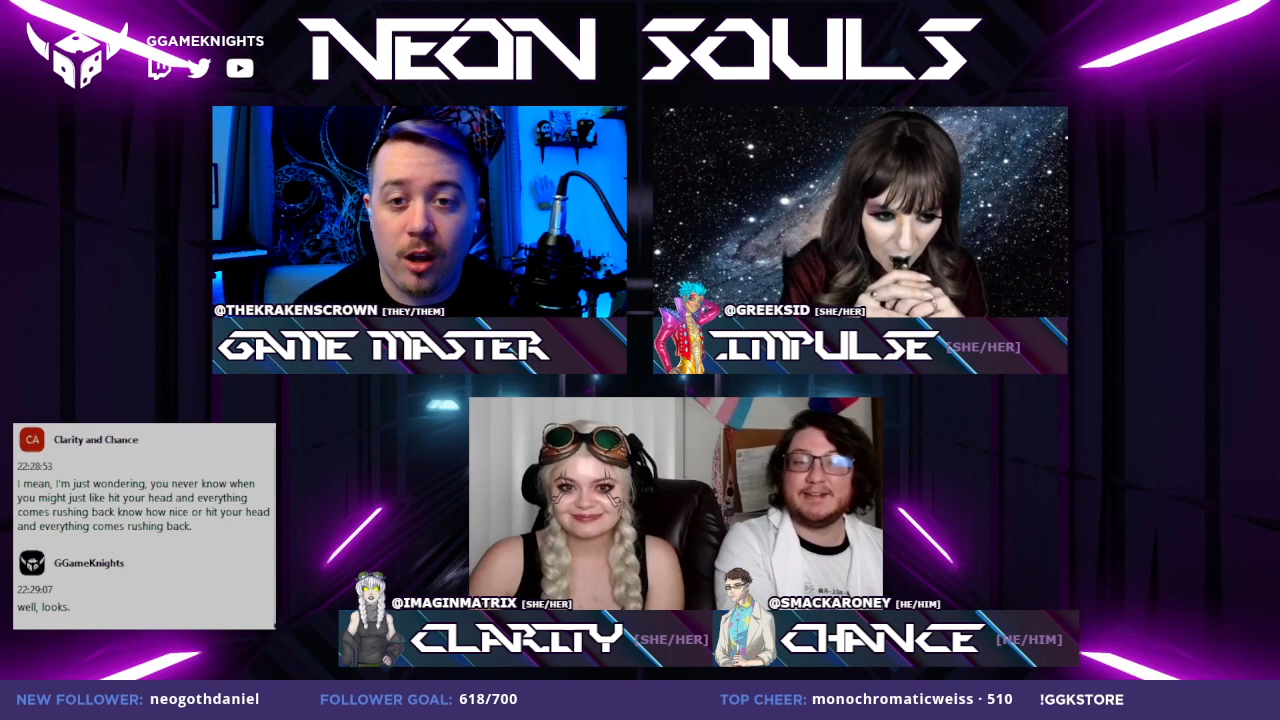 GGAMEKNIGHTS
NEON SOULS
@THEKRAKENSCROWN [THEY/THEM]
GAME MASTER
@GREEKSID [SHE/HER]
IMPULSE [SHE/HER]
CA Clarity and Chance
22:28:53
I mean, I'm just wondering, you never know when
you might just like hit your head and everything
comes rushing back know how nice or hit your head
and everything comes rushing back.
GGameKnights
22:29:07
well, looks.
@IMAGINMATRIX [SHE/HER]
CLARITY [SHE/HER]
@SMACKARONEY [HE/HIM]
CHANCE [HE/HIM]
NEW FOLLOWER: neogothdaniel
FOLLOWER GOAL: 618/700
TOP CHEER: monochromaticweiss · 510
!GGKSTORE